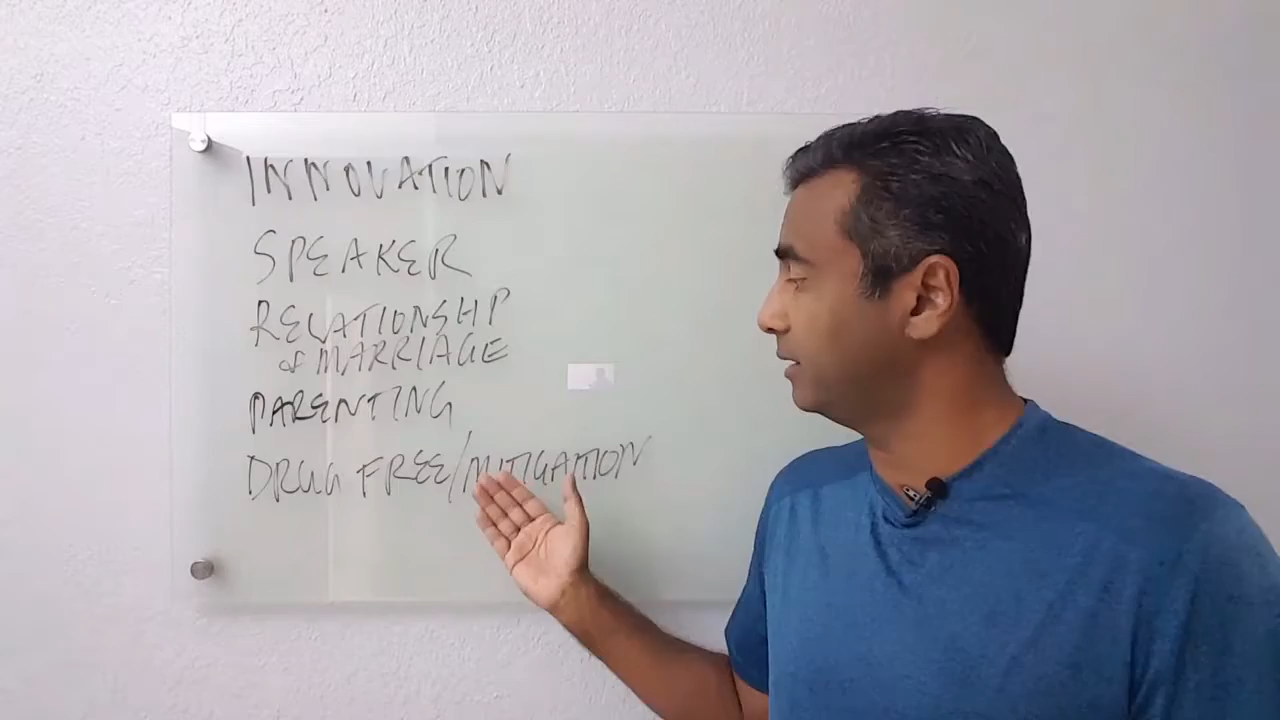 INNOVATION
SPEAKER
RELATIONSHIP
of MARRIAGE
PARENTING
DRUG FREE/MITIGATION